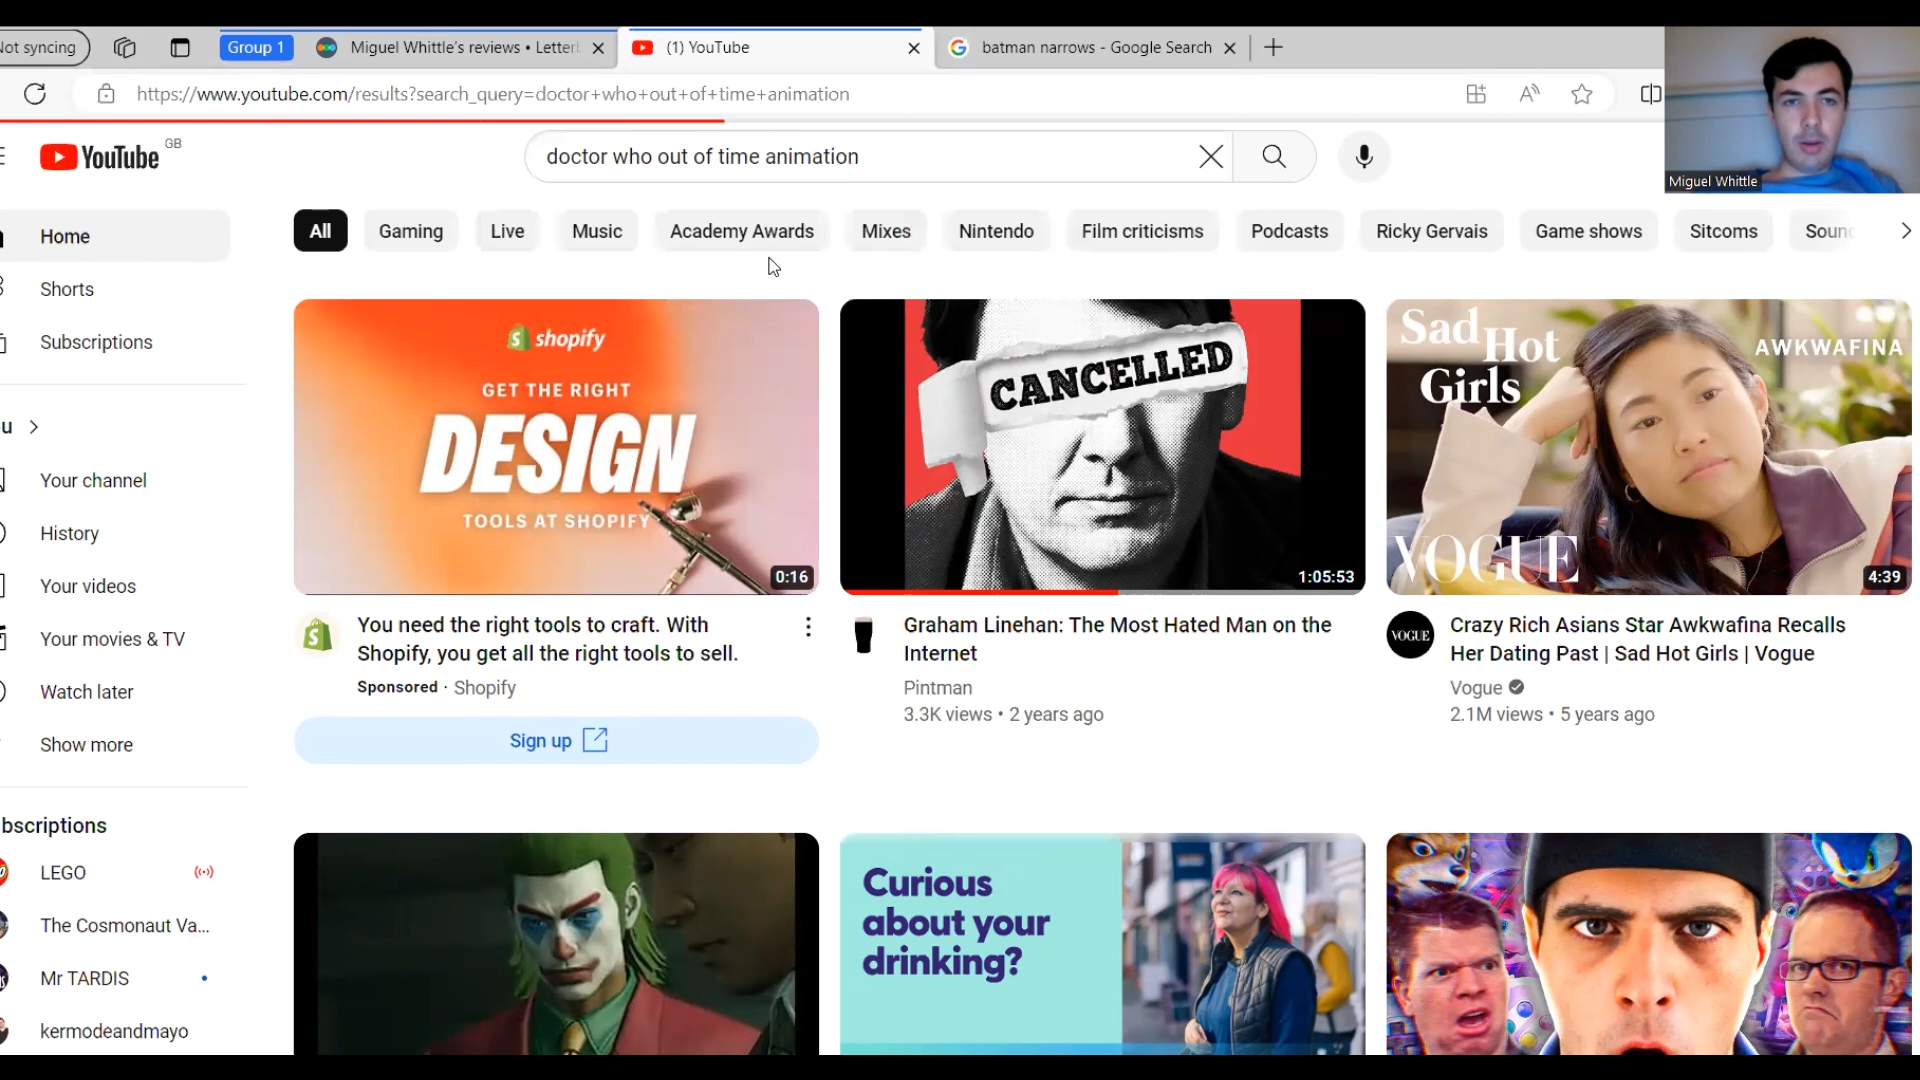 Not syncing
Group 1
Miguel Whittle's reviews • Letterl
(1) YouTube
batman narrows - Google Search
https://www.youtube.com/results?search_query=doctor+who+out+of+time+animation
Miguel Whittle
YouTube GB
doctor who out of time animation
All
Gaming
Live
Music
Academy Awards
Mixes
Nintendo
Film criticisms
Podcasts
Ricky Gervais
Game shows
Sitcoms
Soun
Home
Shorts
Subscriptions
u
Your channel
History
Your videos
Your movies & TV
Watch later
Show more
bscriptions
LEGO
The Cosmonaut Va...
Mr TARDIS
kermodeandmayo
shopify
GET THE RIGHT
DESIGN
TOOLS AT SHOPIFY
0:16
You need the right tools to craft. With
Shopify, you get all the right tools to sell.
Sponsored · Shopify
Sign up
CANCELLED
1:05:53
Graham Linehan: The Most Hated Man on the
Internet
Pintman
3.3K views • 2 years ago
Sad Hot
Girls
AWKWAFINA
VOGUE
4:39
VOGUE
Crazy Rich Asians Star Awkwafina Recalls
Her Dating Past | Sad Hot Girls | Vogue
Vogue
2.1M views • 5 years ago
Curious
about your
drinking?